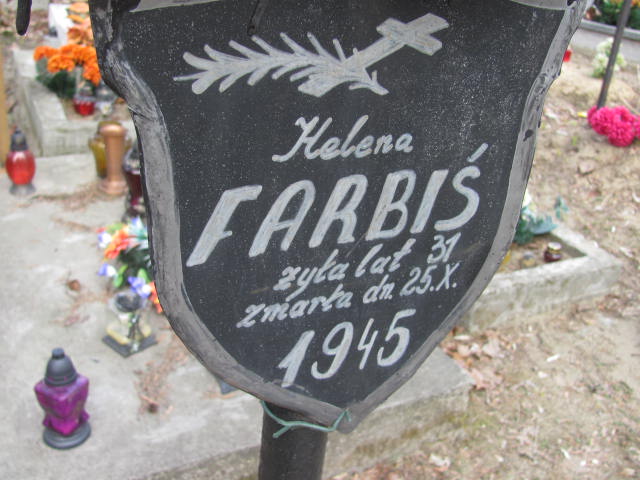 Helena
FARBIŚ
żyła lat 31
zmarła dn. 25.X.
1945